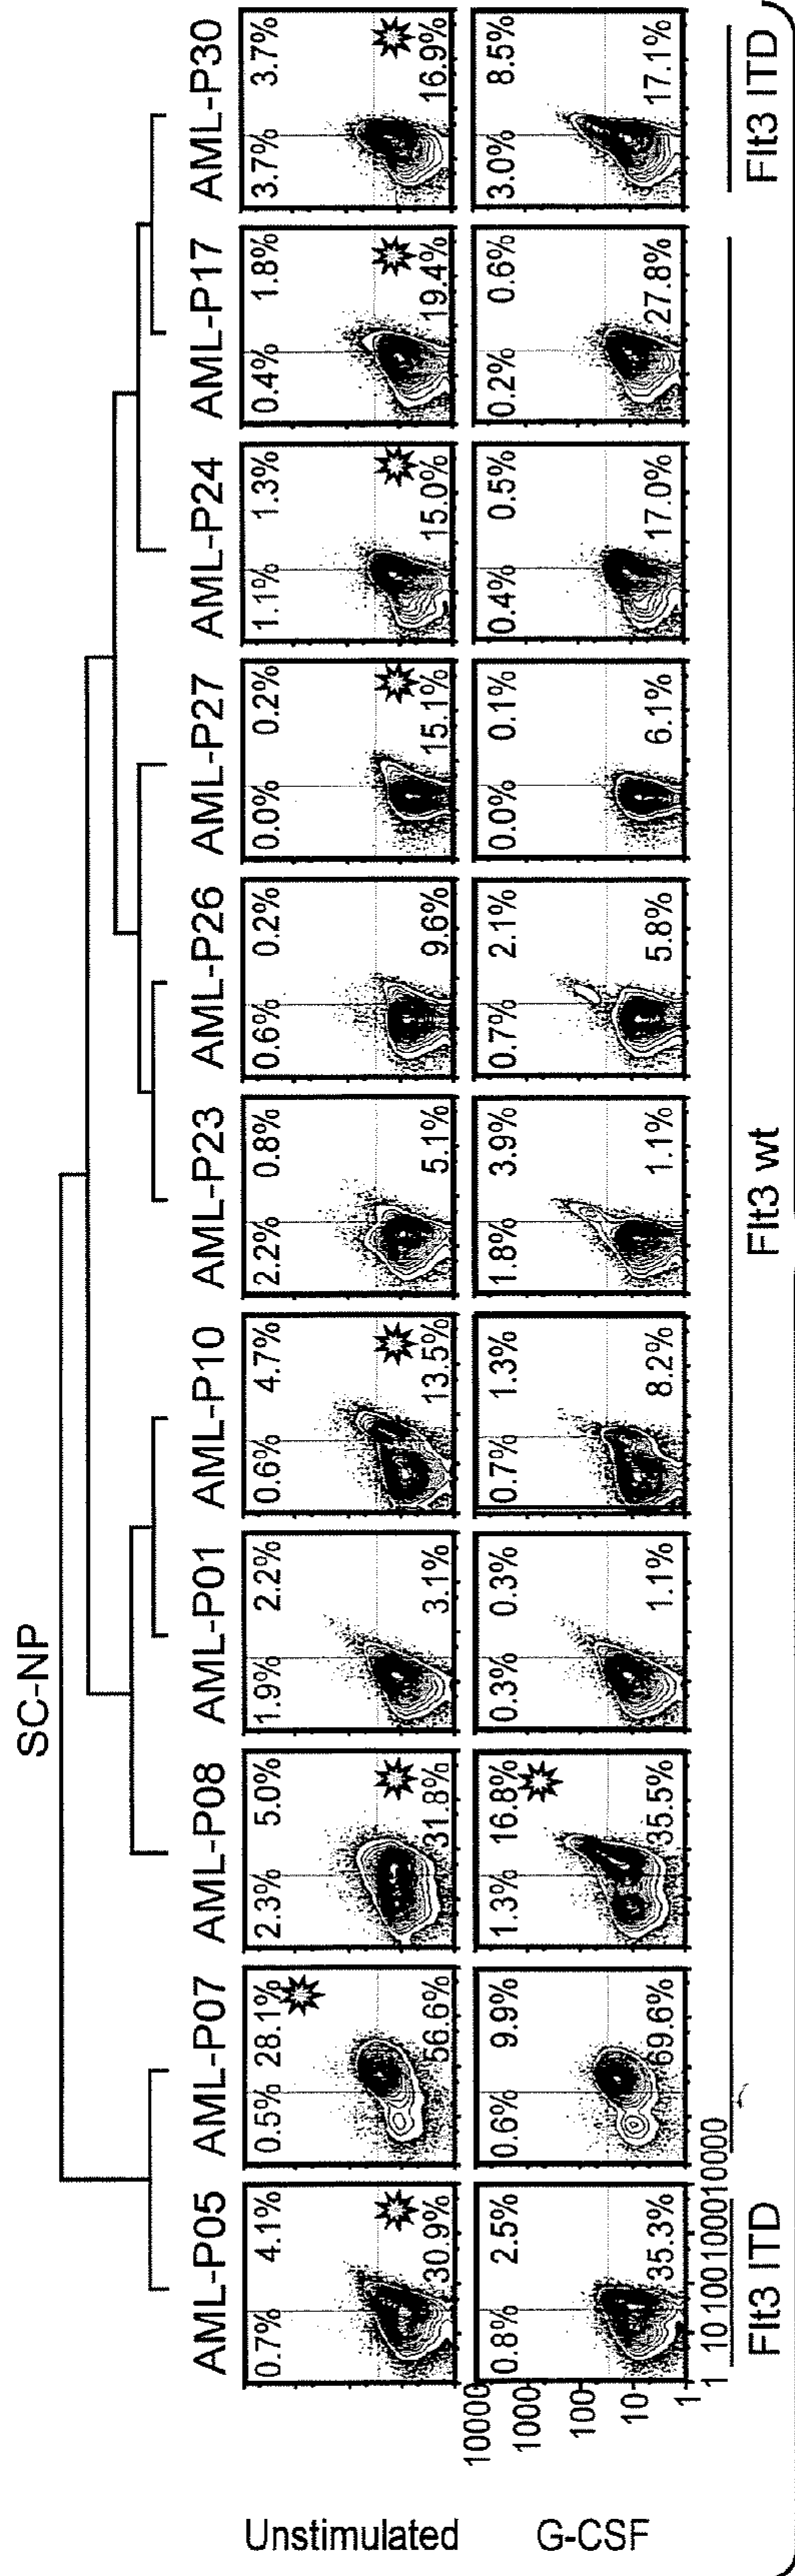 SC-NP
AML-P05 AML-P07 AML-P08 AML-P01 AML-P10 AML-P23 AML-P26 AML-P27 AML-P24 AML-P17 AML-P30
Unstimulated
0.7% 4.1% 0.5% 28.1% 2.3% 5.0% 1.9% 2.2% 0.6% 4.7% 2.2% 0.8% 0.6% 0.2% 0.0% 0.2% 1.1% 1.3% 0.4% 1.8% 3.7% 3.7%
30.9% 56.6% 31.8% 3.1% 13.5% 5.1% 9.6% 15.1% 15.0% 19.4% 16.9%
G-CSF
10000
0.8% 2.5% 0.6% 9.9% 1.3% 16.8% 0.3% 0.3% 0.7% 1.3% 1.8% 3.9% 0.7% 2.1% 0.0% 0.1% 0.4% 0.5% 0.2% 0.6% 3.0% 8.5%
1000
100
10
35.3% 69.6% 35.5% 1.1% 8.2% 1.1% 5.8% 6.1% 17.0% 27.8% 17.1%
1
1 10 100 1000 10000
Flt3 ITD Flt3 wt Flt3 ITD